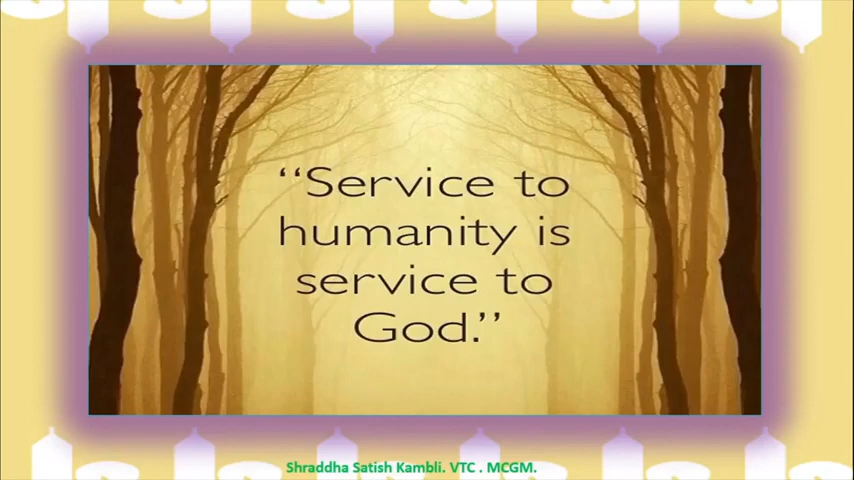 ‘‘Service to
humanity is
service to
God.’’
Shraddha Satish Kambli. VTC . MCGM.